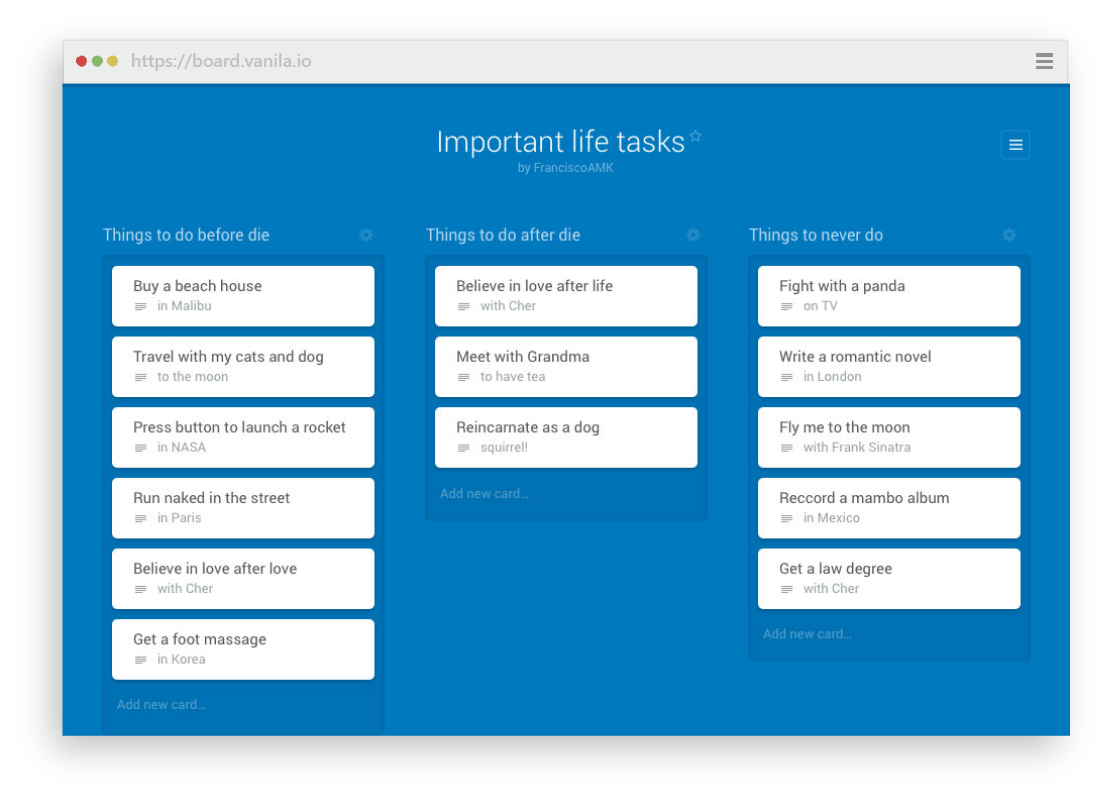 https://board.vanila.io
Important life tasks
by FranciscoAMK
Things to do before die
Buy a beach house
in Malibu
Travel with my cats and dog
to the moon
Press button to launch a rocket
in NASA
Run naked in the street
in Paris
Believe in love after love
with Cher
Get a foot massage
in Korea
Add new card...
Things to do after die
Believe in love after life
with Cher
Meet with Grandma
to have tea
Reincarnate as a dog
squirrel!
Add new card...
Things to never do
Fight with a panda
on TV
Write a romantic novel
in London
Fly me to the moon
with Frank Sinatra
Reccord a mambo album
in Mexico
Get a law degree
with Cher
Add new card...